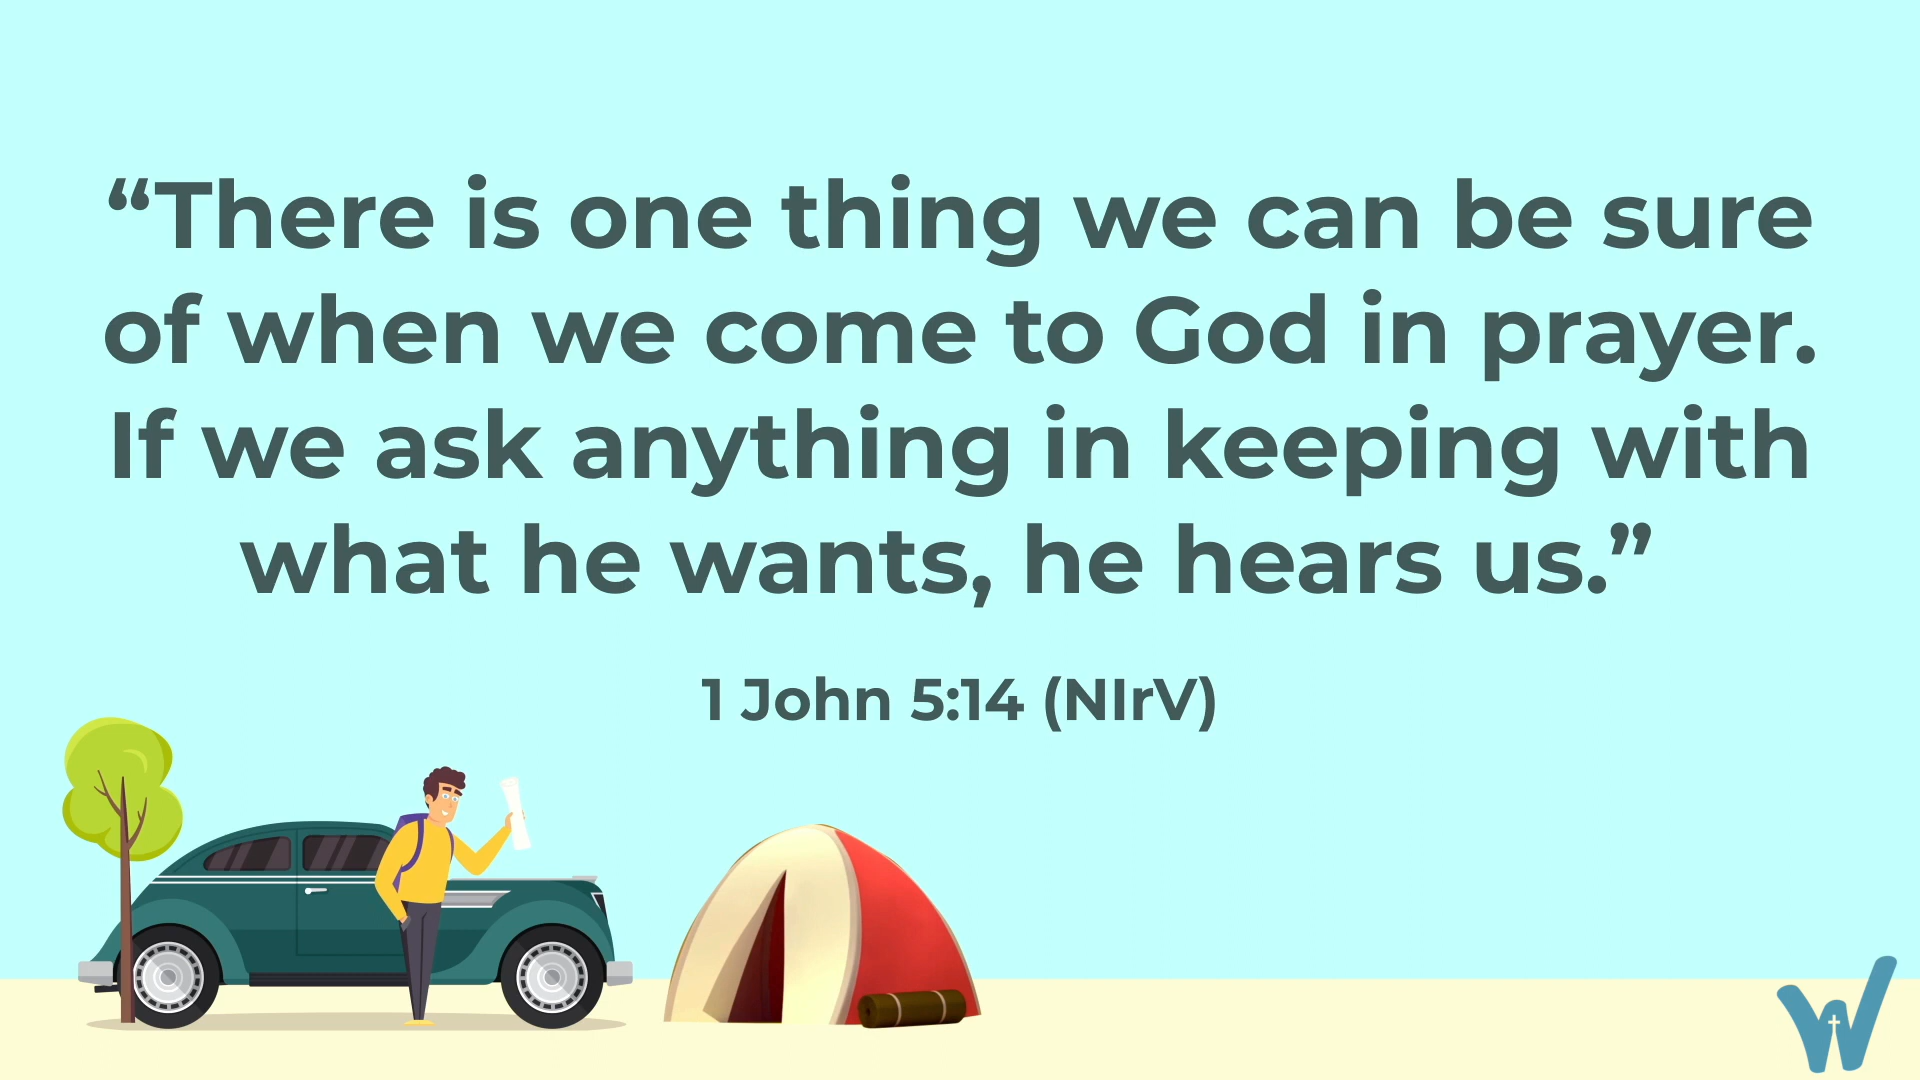 “There is one thing we can be sure
of when we come to God in prayer.
If we ask anything in keeping with
what he wants, he hears us.”
1 John 5:14 (NIrV)
W